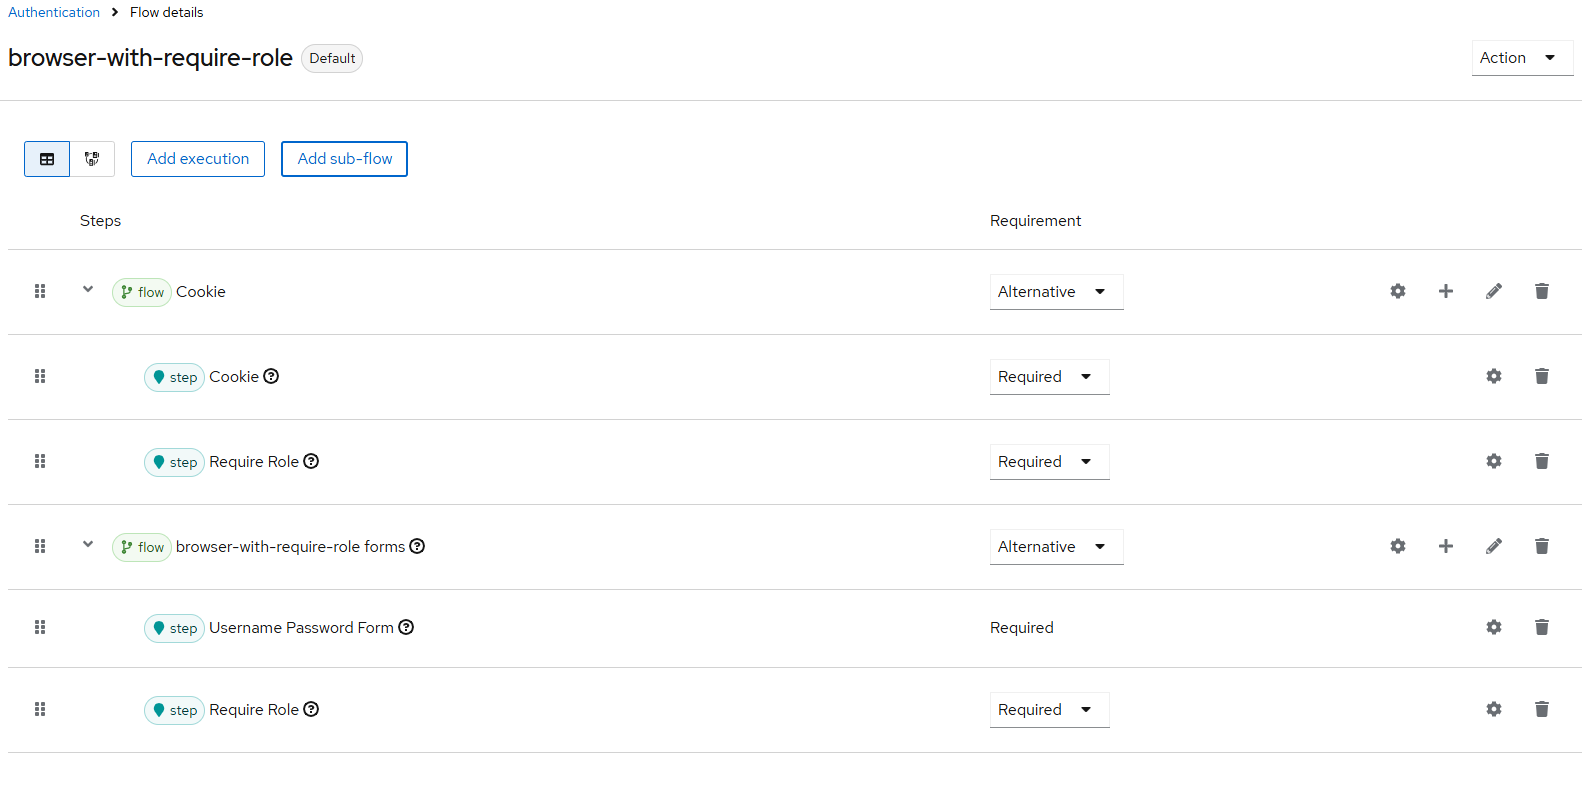 Authentication Flow details
browser-with-require-role Default
Action
Add execution Add sub-flow
Steps Requirement
flow Cookie Alternative
step Cookie Required
step Require Role Required
flow browser-with-require-role forms Alternative
step Username Password Form Required
step Require Role Required